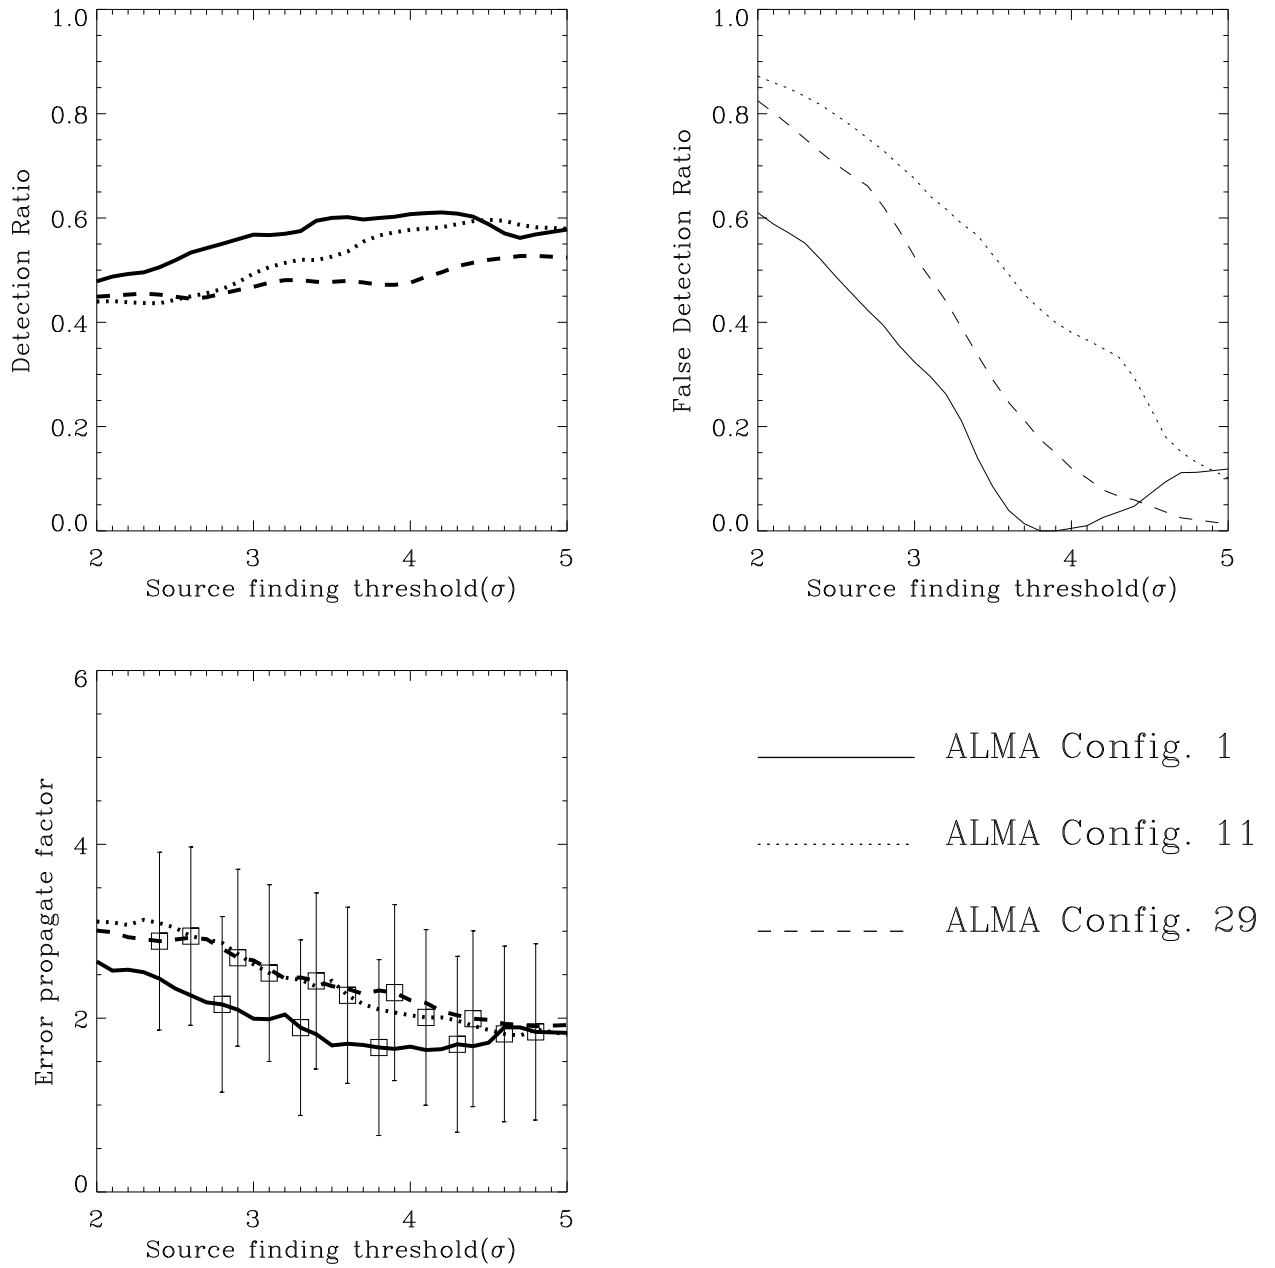 1.0
0.8
0.6
0.4
0.2
0.0
Detection Ratio
2 3 4 5
Source finding threshold(σ)
1.0
0.8
0.6
0.4
0.2
0.0
False Detection Ratio
2 3 4 5
Source finding threshold(σ)
6
4
2
0
Error propagate factor
2 3 4 5
Source finding threshold(σ)
ALMA Config. 1
ALMA Config. 11
ALMA Config. 29